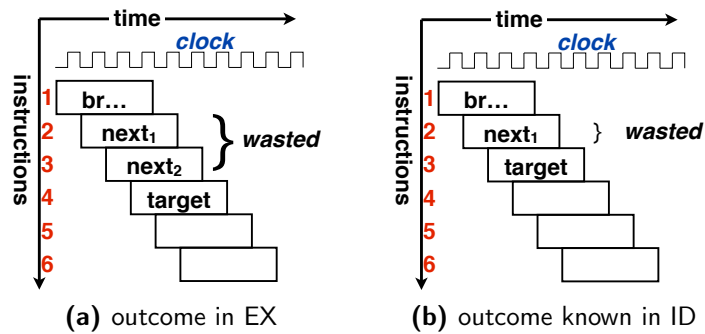 time
clock
instructions
1 br...
2 next₁
3 next₂
wasted
4 target
5
6
(a) outcome in EX
time
clock
instructions
1 br...
2 next₁
} wasted
3 target
4
5
6
(b) outcome known in ID